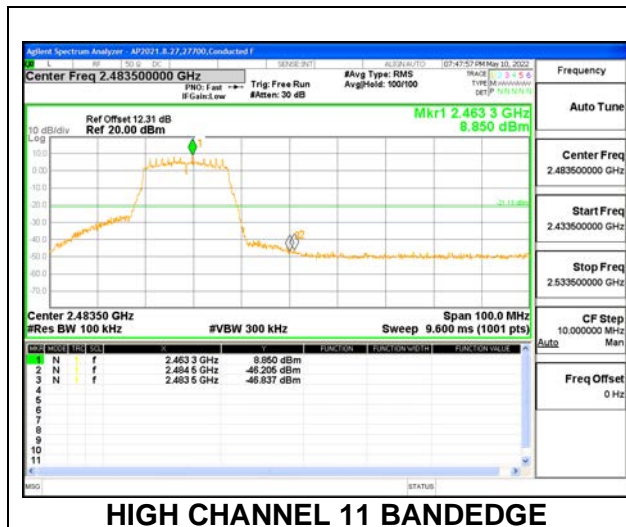 Agilent Spectrum Analyzer - AP2021.8.27,27700,Conducted F
L RF 50 Ω DC SENSE:INT ALIGN AUTO 07:47:57 PM May 10, 2022
Center Freq 2.483500000 GHz #Avg Type: RMS TRACE 1 2 3 4 5 6
PNO: Fast Trig: Free Run Avg|Hold: 100/100 TYPE
IFGain:Low #Atten: 30 dB DET P N N N N N
Frequency
Auto Tune
Center Freq
2.483500000 GHz
Start Freq
2.433500000 GHz
Stop Freq
2.533500000 GHz
CF Step
10.000000 MHz
Auto Man
Freq Offset
0 Hz
Mkr1 2.463 3 GHz
8.850 dBm
Ref Offset 12.31 dB
10 dB/div Ref 20.00 dBm
Log
10.0
0.00
-10.0
-20.0
-30.0
-40.0
-50.0
-60.0
-70.0
1
2
Center 2.48350 GHz Span 100.0 MHz
#Res BW 100 kHz #VBW 300 kHz Sweep 9.600 ms (1001 pts)
MKR MODE TRC SCL X Y FUNCTION FUNCTION WIDTH FUNCTION VALUE
1 N 1 f 2.463 3 GHz 8.850 dBm
2 N 1 f 2.484 5 GHz -46.205 dBm
3 N 1 f 2.483 5 GHz -46.837 dBm
4
5
6
7
8
9
10
11
MSG STATUS
HIGH CHANNEL 11 BANDEDGE